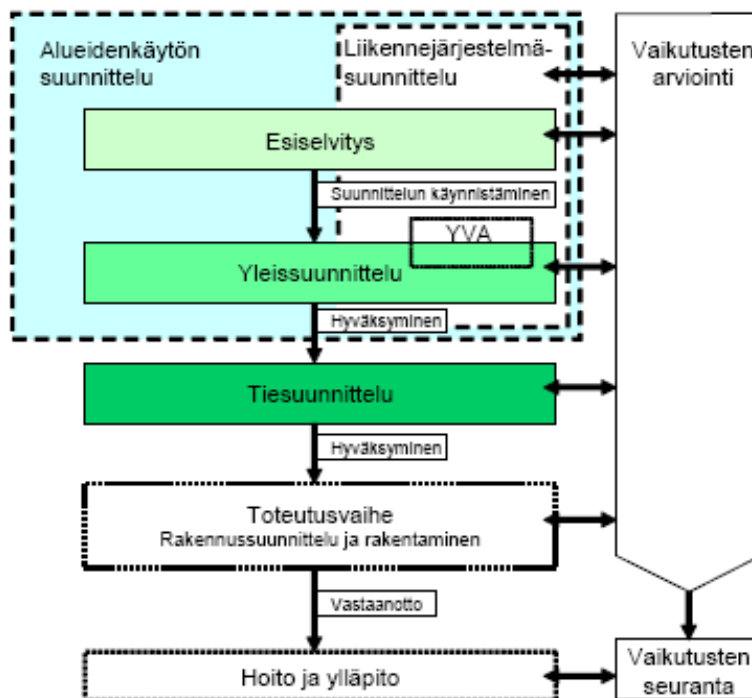 Alueidenkäytön
suunnittelu
Liikennejärjestelmä-
suunnittelu
Vaikutusten
arviointi
Esiselvitys
Suunnittelun käynnistäminen
YVA
Yleissuunnittelu
Hyväksyminen
Tiesuunnittelu
Hyväksyminen
Toteutusvaihe
Rakennussuunnittelu ja rakentaminen
Vastaanotto
Hoito ja ylläpito
Vaikutusten
seuranta